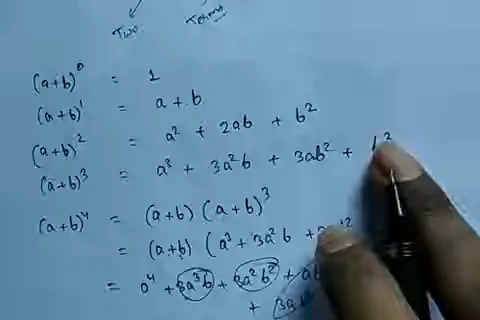 Two Terms
(a+b)⁰ = 1
(a+b)¹ = a + b
(a+b)² = a² + 2ab + b²
(a+b)³ = a³ + 3a²b + 3ab² +
(a+b)⁴ = (a+b) (a+b)³
= (a+b) (a³ + 3a²b +
= a⁴ + 3a³b + 3a²b² +
+